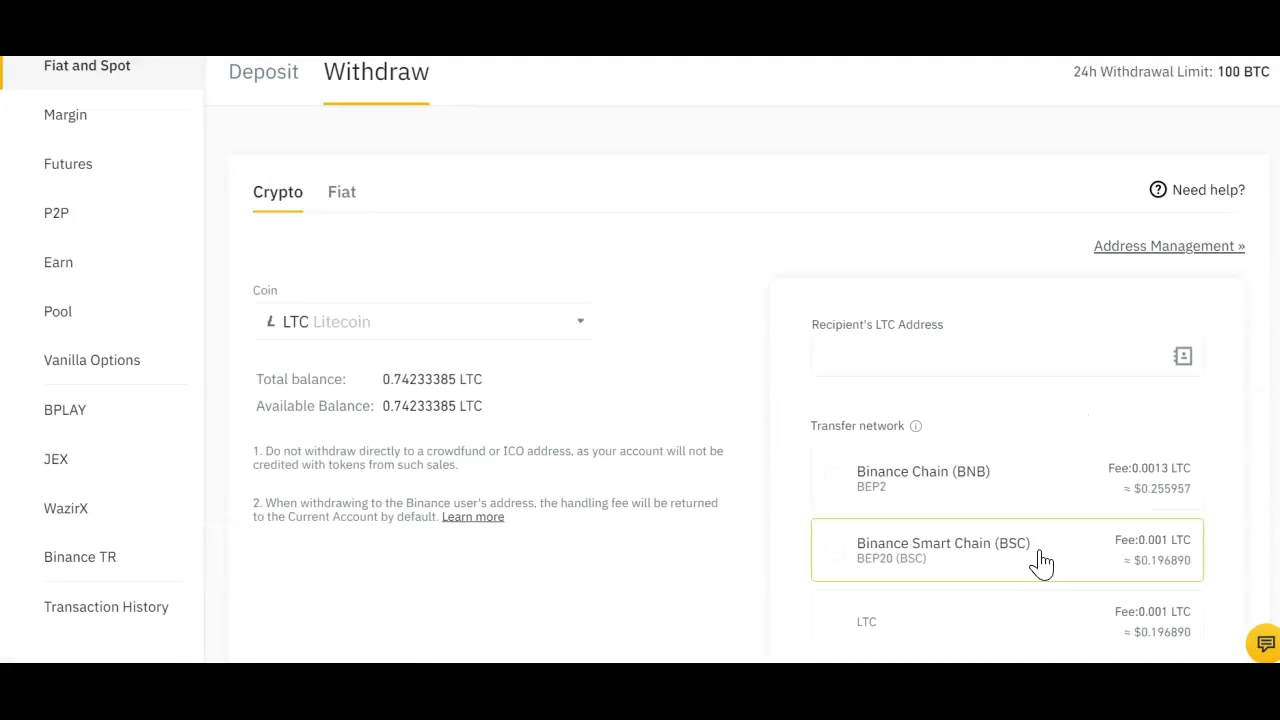 Fiat and Spot
Margin
Futures
P2P
Earn
Pool
Vanilla Options
BPLAY
JEX
WazirX
Binance TR
Transaction History
Deposit Withdraw
24h Withdrawal Limit: 100 BTC
Crypto Fiat
Need help?
Address Management »
Coin
LTC Litecoin
Total balance: 0.74233385 LTC
Available Balance: 0.74233385 LTC
1. Do not withdraw directly to a crowdfund or ICO address, as your account will not be
credited with tokens from such sales.
2. When withdrawing to the Binance user's address, the handling fee will be returned
to the Current Account by default. Learn more
Recipient's LTC Address
Transfer network
Binance Chain (BNB) Fee:0.0013 LTC
BEP2 ≈ $0.255957
Binance Smart Chain (BSC) Fee:0.001 LTC
BEP20 (BSC) ≈ $0.196890
LTC Fee:0.001 LTC
≈ $0.196890